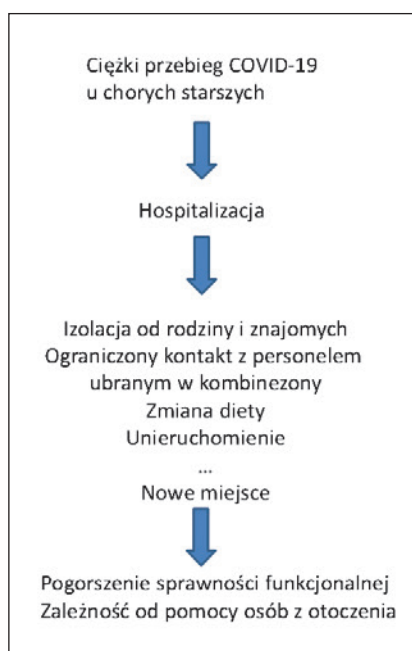 Ciężki przebieg COVID-19
u chorych starszych
Hospitalizacja
Izolacja od rodziny i znajomych
Ograniczony kontakt z personelem
ubranym w kombinezony
Zmiana diety
Unieruchomienie
...
Nowe miejsce
Pogorszenie sprawności funkcjonalnej
Zależność od pomocy osób z otoczenia